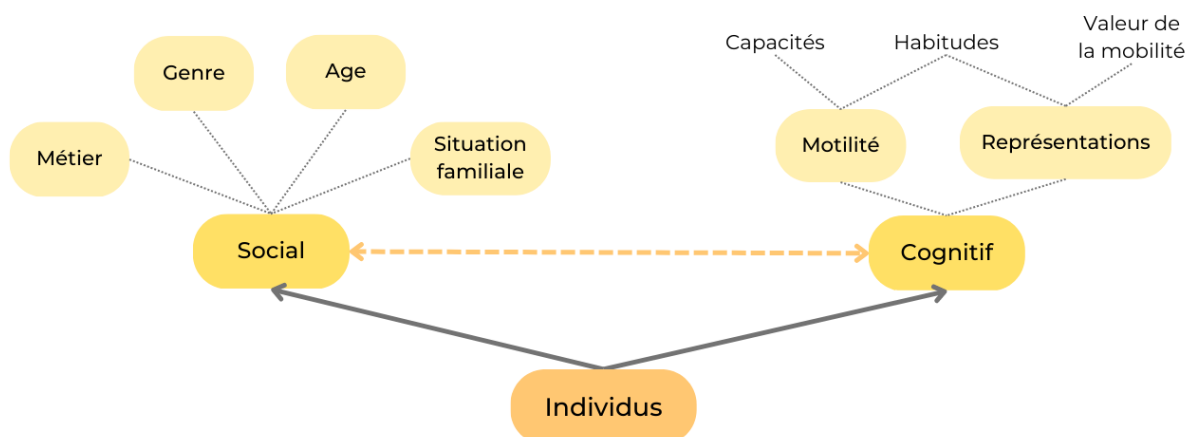 Capacités
Habitudes
Valeur de
la mobilité
Genre
Age
Métier
Situation
familiale
Motilité
Représentations
Social
Cognitif
Individus